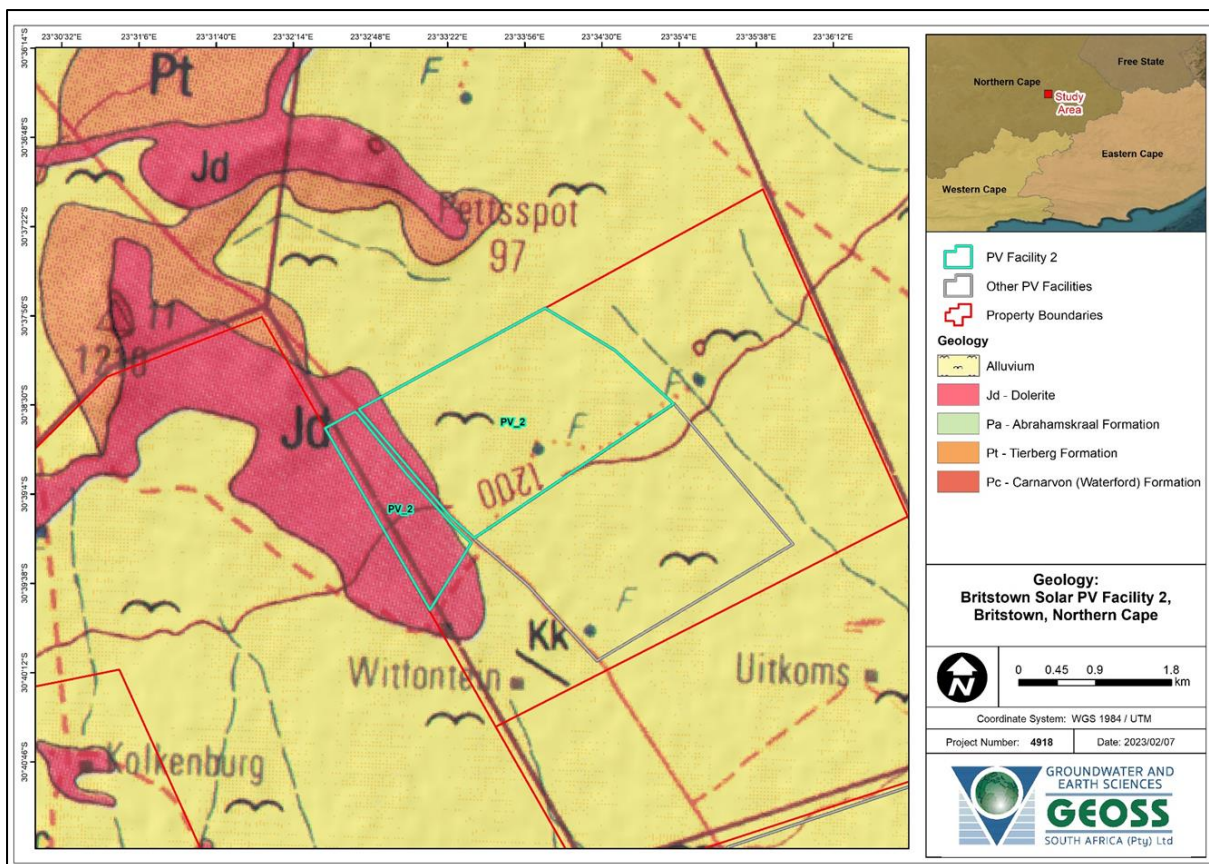 23°30'32"E 23°31'6"E 23°31'40"E 23°32'14"E 23°32'48"E 23°33'22"E 23°33'56"E 23°34'30"E 23°35'4"E 23°35'38"E 23°36'12"E
30°36'14"S
30°36'48"S
30°37'22"S
30°37'56"S
30°38'30"S
30°39'4"S
30°39'38"S
30°40'12"S
30°40'46"S
Pt
F
Jd
Pettsspot
97
1210
Jd
PV_2
F
F
PV_2
1200
F
Kk
Witfontein
Uitkoms
Kolkenburg
Northern Cape
Free State
Study
Area
Eastern Cape
Western Cape
PV Facility 2
Other PV Facilities
Property Boundaries
Geology
Alluvium
Jd - Dolerite
Pa - Abrahamskraal Formation
Pt - Tierberg Formation
Pc - Carnarvon (Waterford) Formation
Geology:
Britstown Solar PV Facility 2,
Britstown, Northern Cape
N
0 0.45 0.9 1.8
km
Coordinate System: WGS 1984 / UTM
Project Number: 4918 Date: 2023/02/07
GROUNDWATER AND
EARTH SCIENCES
GEOSS
SOUTH AFRICA (Pty) Ltd